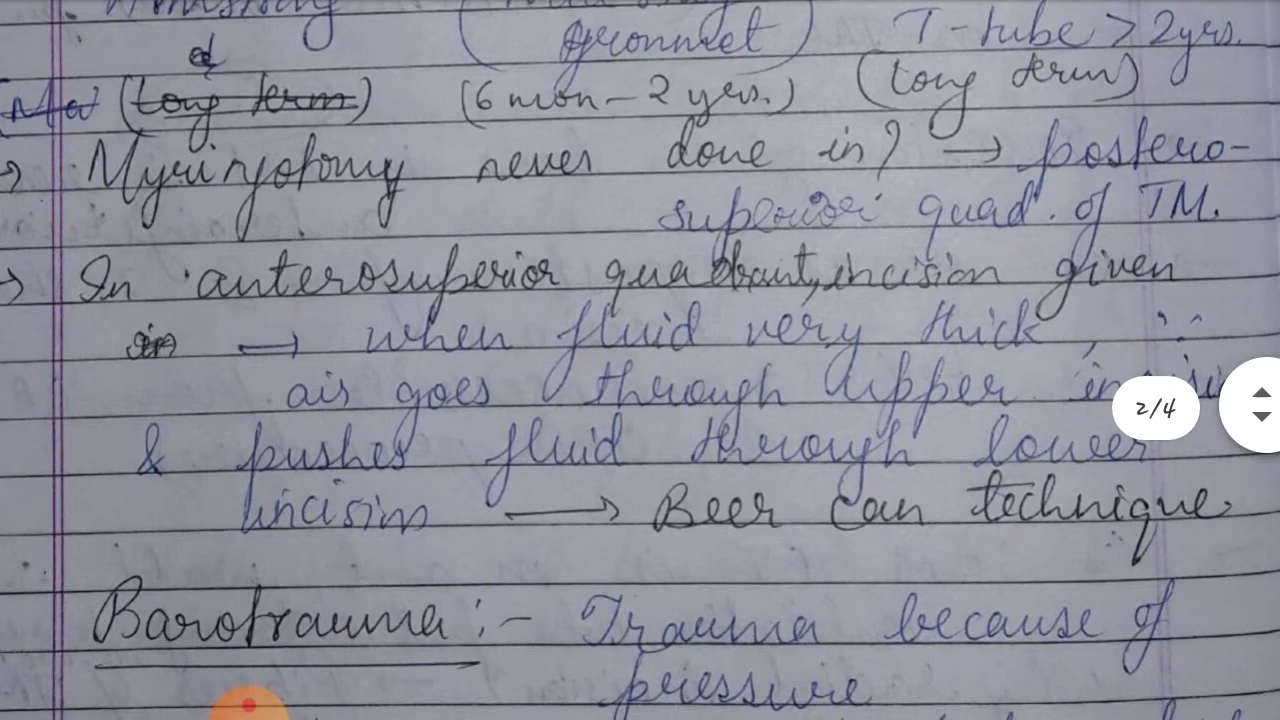 grommet) T-tube > 2yrs.
(long term) (6 mon - 2 yrs.) (long term)
→ Myringotomy never done in? → postero-
superior quad. of TM.
→ In anterosuperior quadrant, incision given
→ when fluid very thick, ∵
air goes through upper incisi
& pushes fluid through lower
incision → Beer can technique.
2/4
Barotrauma :- Trauma because of
pressure